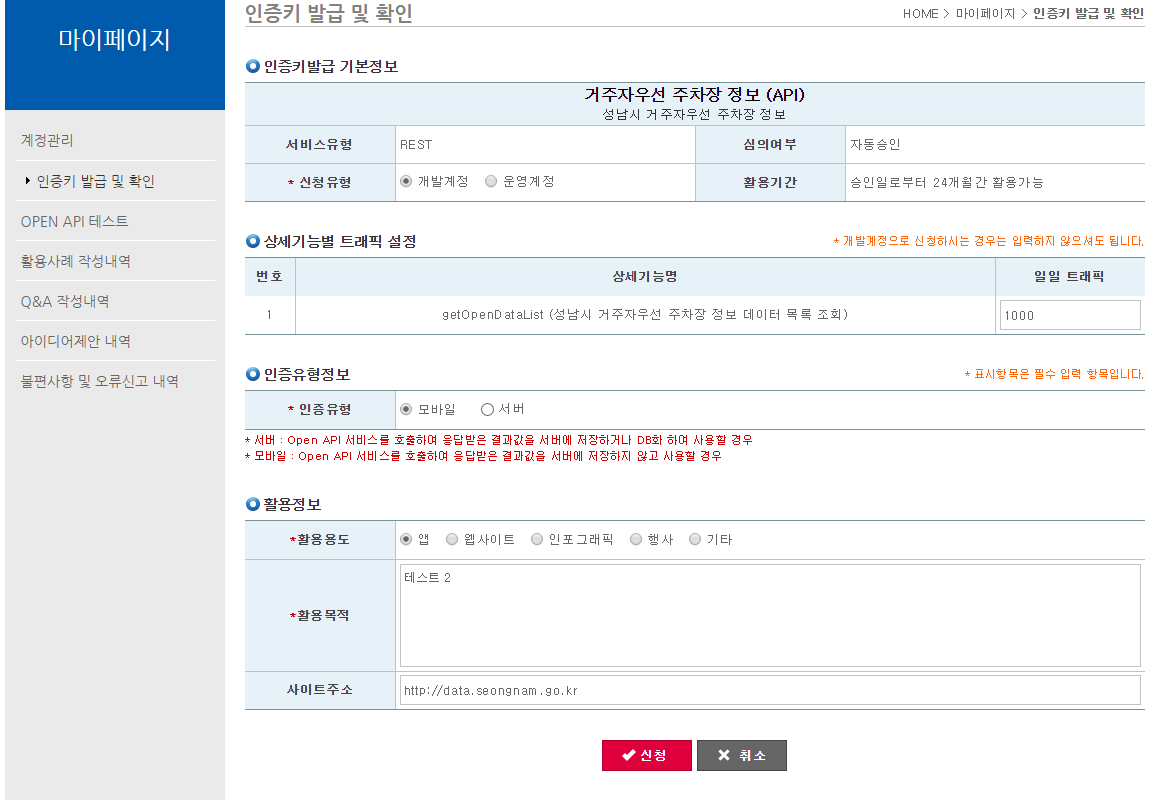 마이페이지
계정관리
인증키 발급 및 확인
OPEN API 테스트
활용사례 작성내역
Q&A 작성내역
아이디어제안 내역
불편사항 및 오류신고 내역
인증키 발급 및 확인
HOME > 마이페이지 > 인증키 발급 및 확인
인증키발급 기본정보
거주자우선 주차장 정보 (API)
성남시 거주자우선 주차장 정보
서비스유형 REST 심의여부 자동승인
* 신청유형 개발계정 운영계정 활용기간 승인일로부터 24개월간 활용가능
상세기능별 트래픽 설정 * 개발계정으로 신청하시는 경우는 입력하지 않으셔도 됩니다.
번호 상세기능명 일일 트래픽
1 getOpenDataList (성남시 거주자우선 주차장 정보 데이터 목록 조회) 1000
인증유형정보 * 표시항목은 필수 입력 항목입니다.
* 인증유형 모바일 서버
* 서버 : Open API 서비스를 호출하여 응답받은 결과값을 서버에 저장하거나 DB화 하여 사용할 경우
* 모바일 : Open API 서비스를 호출하여 응답받은 결과값을 서버에 저장하지 않고 사용할 경우
활용정보
*활용용도 앱 웹사이트 인포그래픽 행사 기타
*활용목적 테스트 2
사이트주소 http://data.seongnam.go.kr
신청 취소